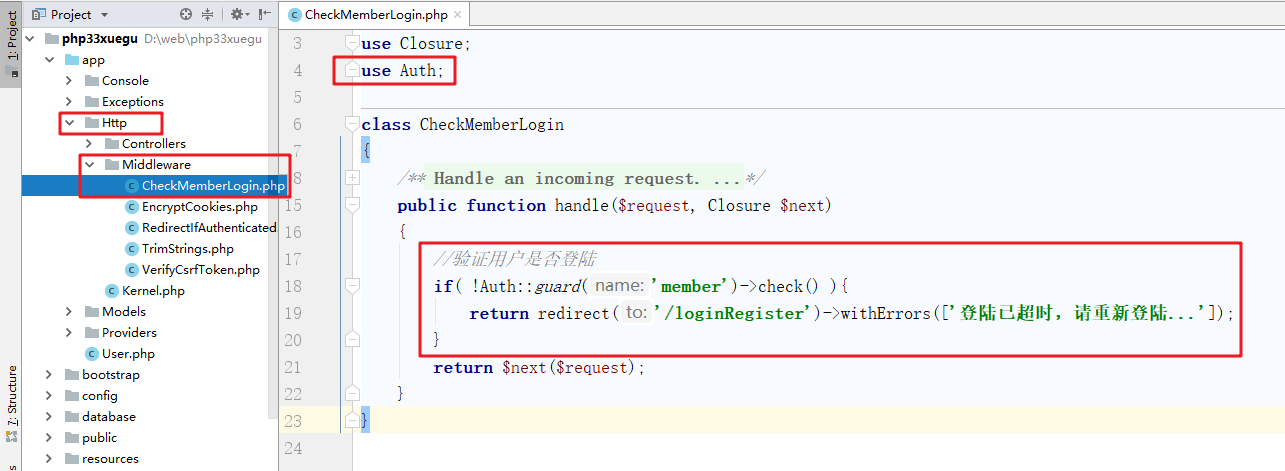 Project
CheckMemberLogin.php
1: Project
php33xuegu D:\web\php33xuegu
app
Console
Exceptions
Http
Controllers
Middleware
CheckMemberLogin.php
EncryptCookies.php
RedirectIfAuthenticated
TrimStrings.php
VerifyCsrfToken.php
Kernel.php
Models
Providers
User.php
bootstrap
config
database
public
resources
7: Structure
3 use Closure;
4 use Auth;
5
6 class CheckMemberLogin
7 {
8 /** Handle an incoming request. ...*/
15 public function handle($request, Closure $next)
16 {
17 //验证用户是否登陆
18 if( !Auth::guard( name: 'member')->check() ){
19 return redirect( to: '/loginRegister')->withErrors(['登陆已超时，请重新登陆...']);
20 }
21 return $next($request);
22 }
23 }
24